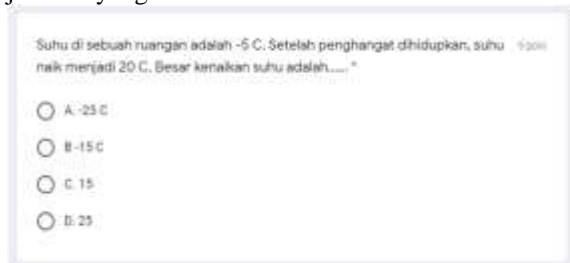 Suhu di sebuah ruangan adalah -5 C. Setelah penghangat dihidupkan, suhu
naik menjadi 20 C. Besar kenaikan suhu adalah...... *
A. -25 C
B -15 C
C. 15
D. 25